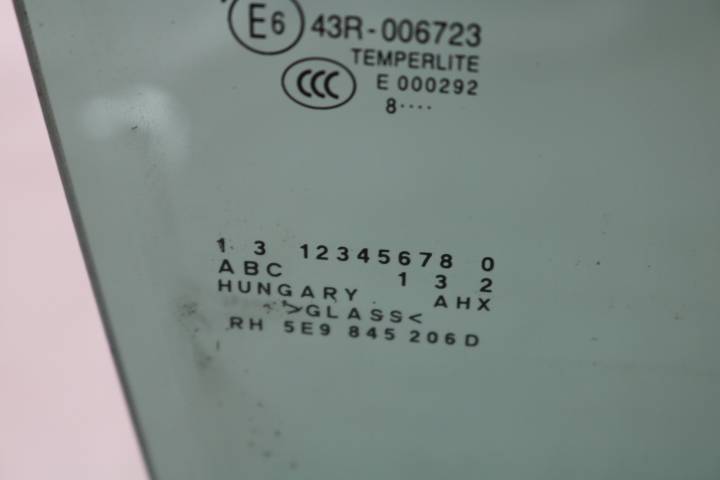 E6 43R-006723
TEMPERLITE
CCC E 000292
8····
1 3 12345678 0
ABC 1 3 2
HUNGARY AHX
>GLASS<
RH 5E9 845 206D